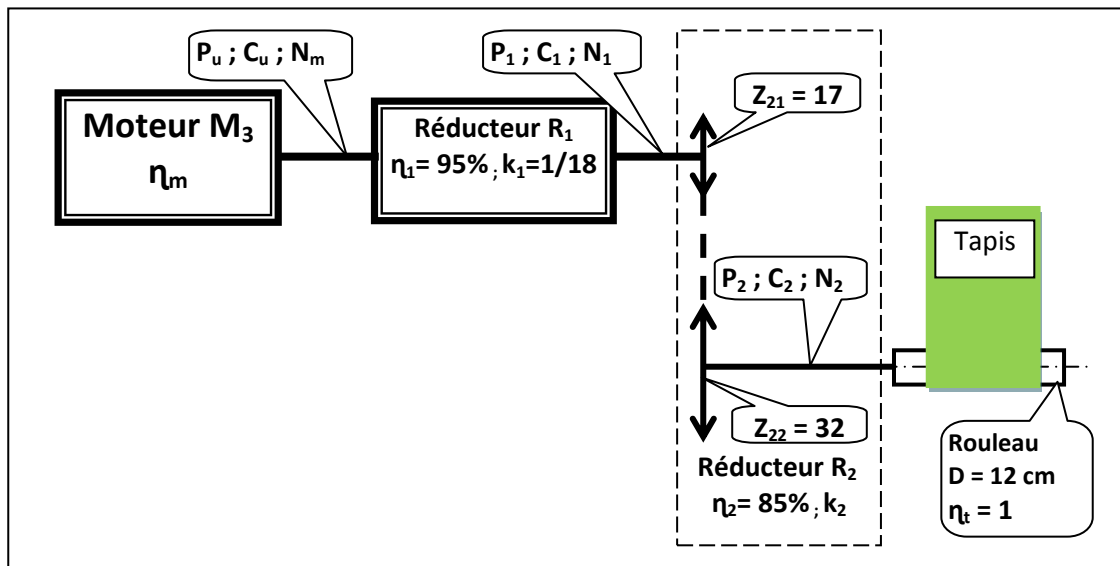 Pᵤ ; Cᵤ ; Nₘ
P₁ ; C₁ ; N₁
Z₂₁ = 17
Moteur M₃
ηₘ
Réducteur R₁
η₁= 95% ; k₁=1/18
Tapis
P₂ ; C₂ ; N₂
Z₂₂ = 32
Réducteur R₂
η₂= 85% ; k₂
Rouleau
D = 12 cm
ηₜ = 1